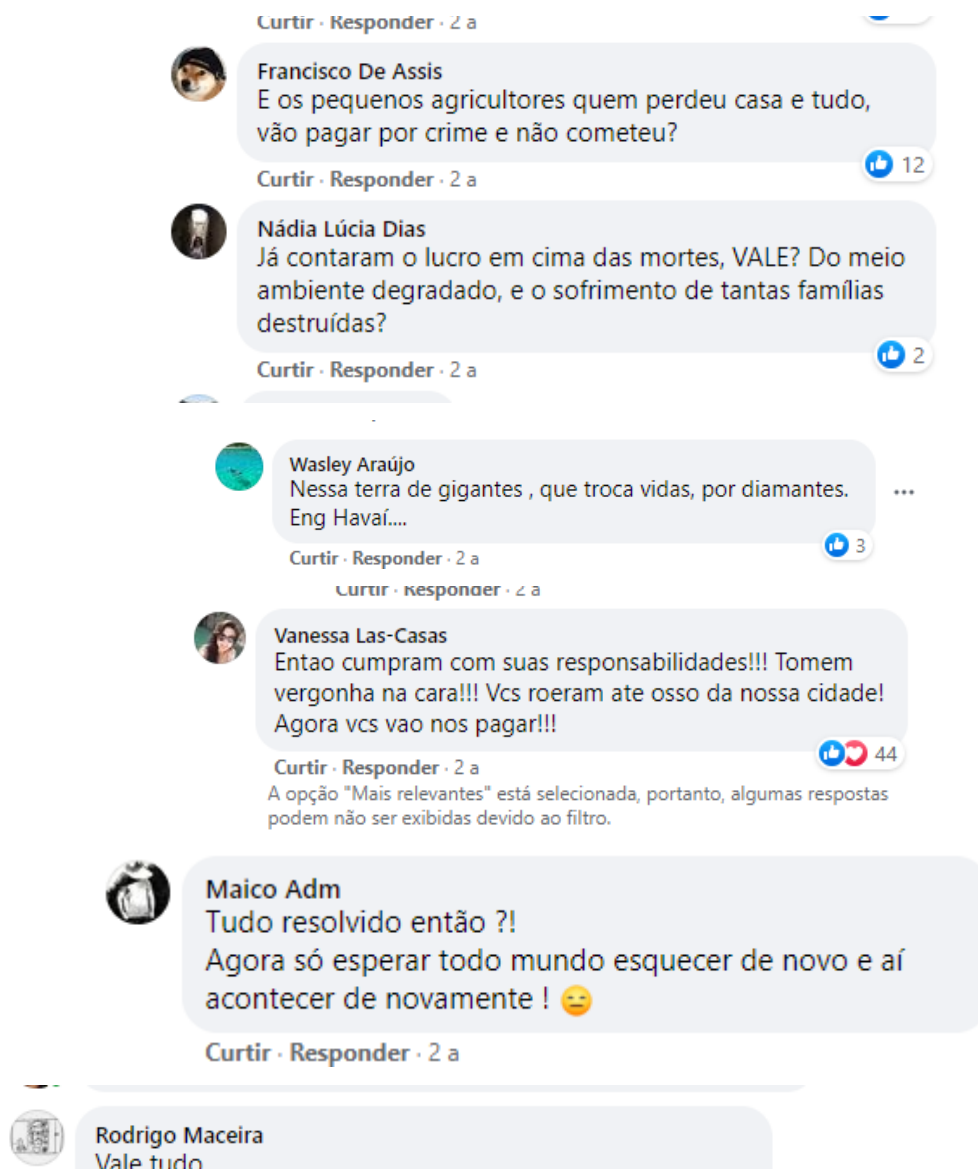 Curtir · Responder · 2 a
Francisco De Assis
E os pequenos agricultores quem perdeu casa e tudo,
vão pagar por crime e não cometeu?
12
Curtir · Responder · 2 a
Nádia Lúcia Dias
Já contaram o lucro em cima das mortes, VALE? Do meio
ambiente degradado, e o sofrimento de tantas famílias
destruídas?
2
Curtir · Responder · 2 a
Wasley Araújo
Nessa terra de gigantes , que troca vidas, por diamantes.
Eng Havaí....
3
Curtir · Responder · 2 a
Curtir · Responder · 2 a
Vanessa Las-Casas
Entao cumpram com suas responsabilidades!!! Tomem
vergonha na cara!!! Vcs roeram ate osso da nossa cidade!
Agora vcs vao nos pagar!!!
44
Curtir · Responder · 2 a
A opção "Mais relevantes" está selecionada, portanto, algumas respostas
podem não ser exibidas devido ao filtro.
Maico Adm
Tudo resolvido então ?!
Agora só esperar todo mundo esquecer de novo e aí
acontecer de novamente ! 😑
Curtir · Responder · 2 a
Rodrigo Maceira
Vale tudo